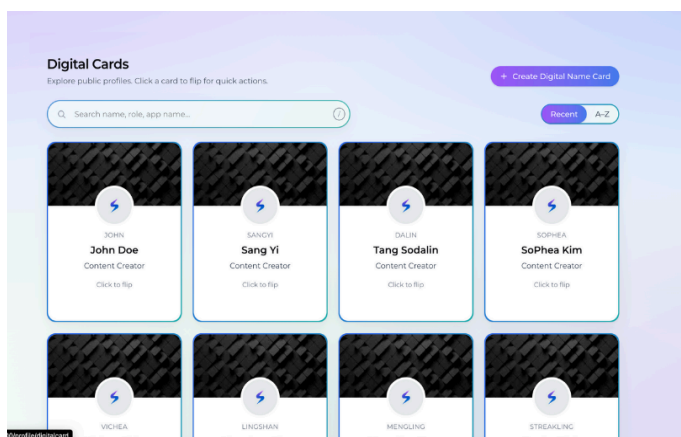 Digital Cards
Explore public profiles. Click a card to flip for quick actions.
+ Create Digital Name Card
Search name, role, app name...
/
Recent A-Z
JOHN
John Doe
Content Creator
Click to flip
SANGYI
Sang Yi
Content Creator
Click to flip
DALIN
Tang Sodalin
Content Creator
Click to flip
SOPHEA
SoPhea Kim
Content Creator
Click to flip
VICHEA
LINGSHAN
MENGLING
STREAKLING
0/profile/digitalcard